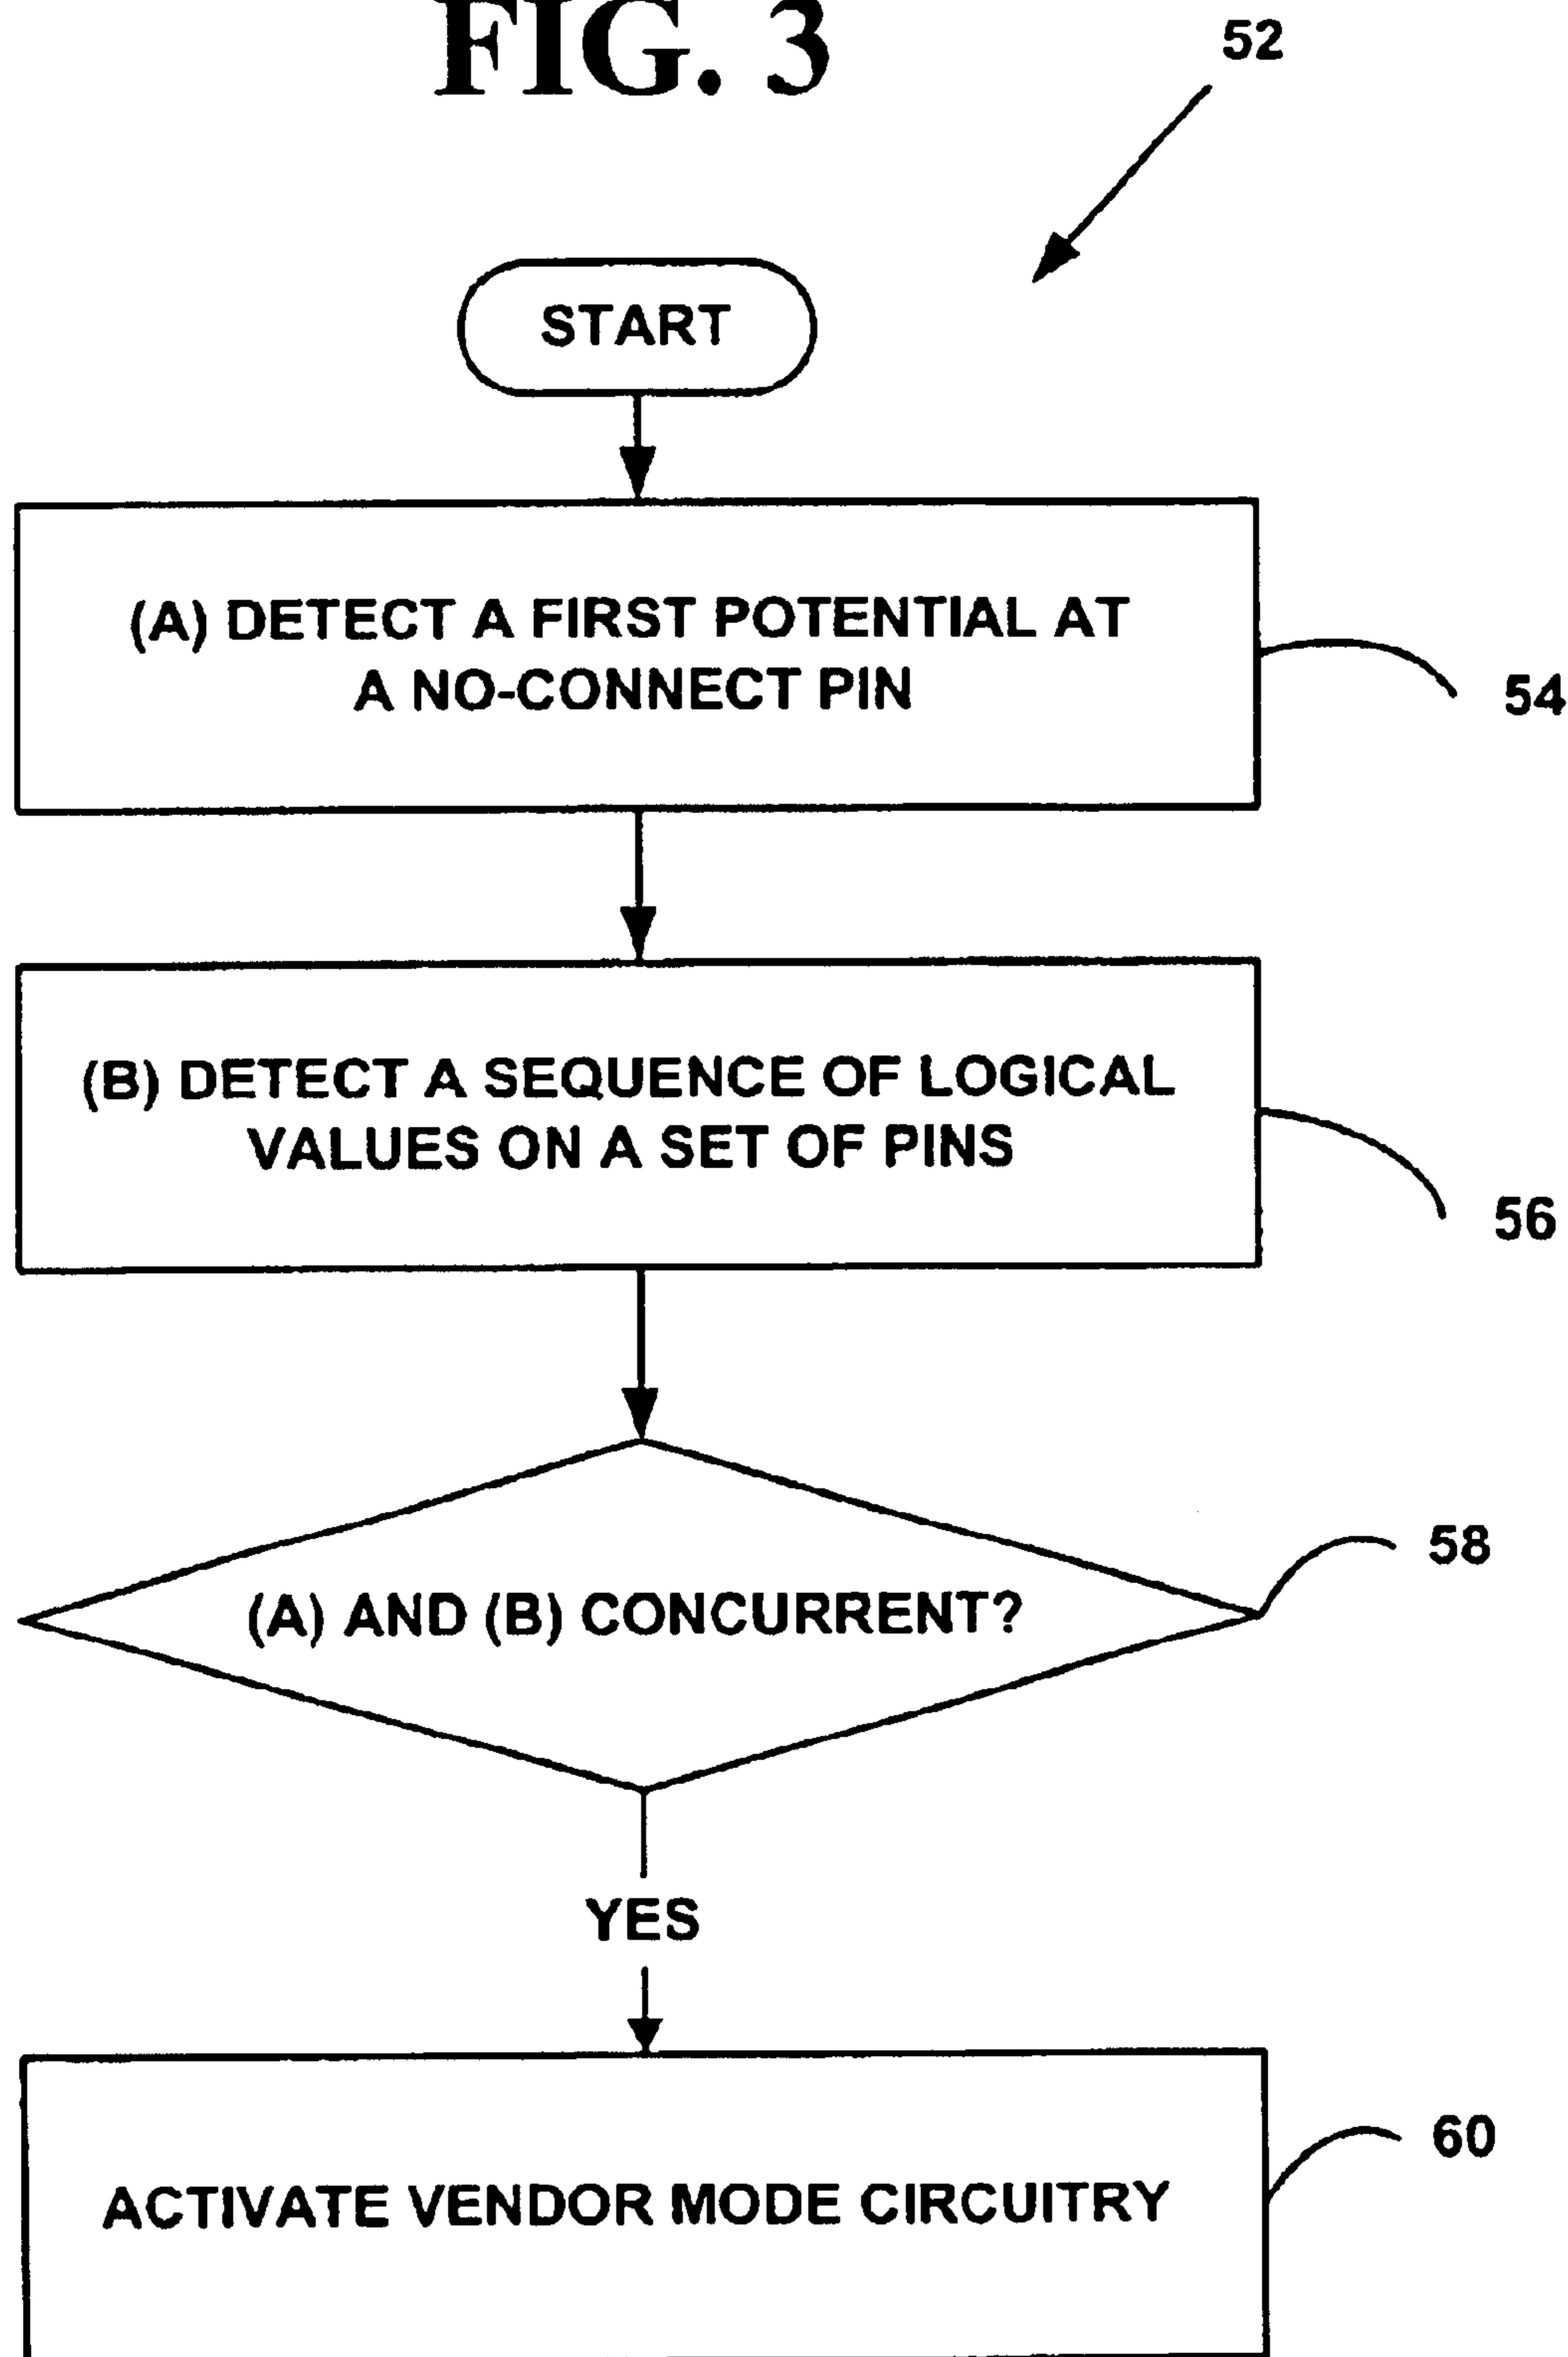 FIG. 3
52
START
(A) DETECT A FIRST POTENTIAL AT
A NO-CONNECT PIN
54
(B) DETECT A SEQUENCE OF LOGICAL
VALUES ON A SET OF PINS
56
(A) AND (B) CONCURRENT?
58
YES
ACTIVATE VENDOR MODE CIRCUITRY
60